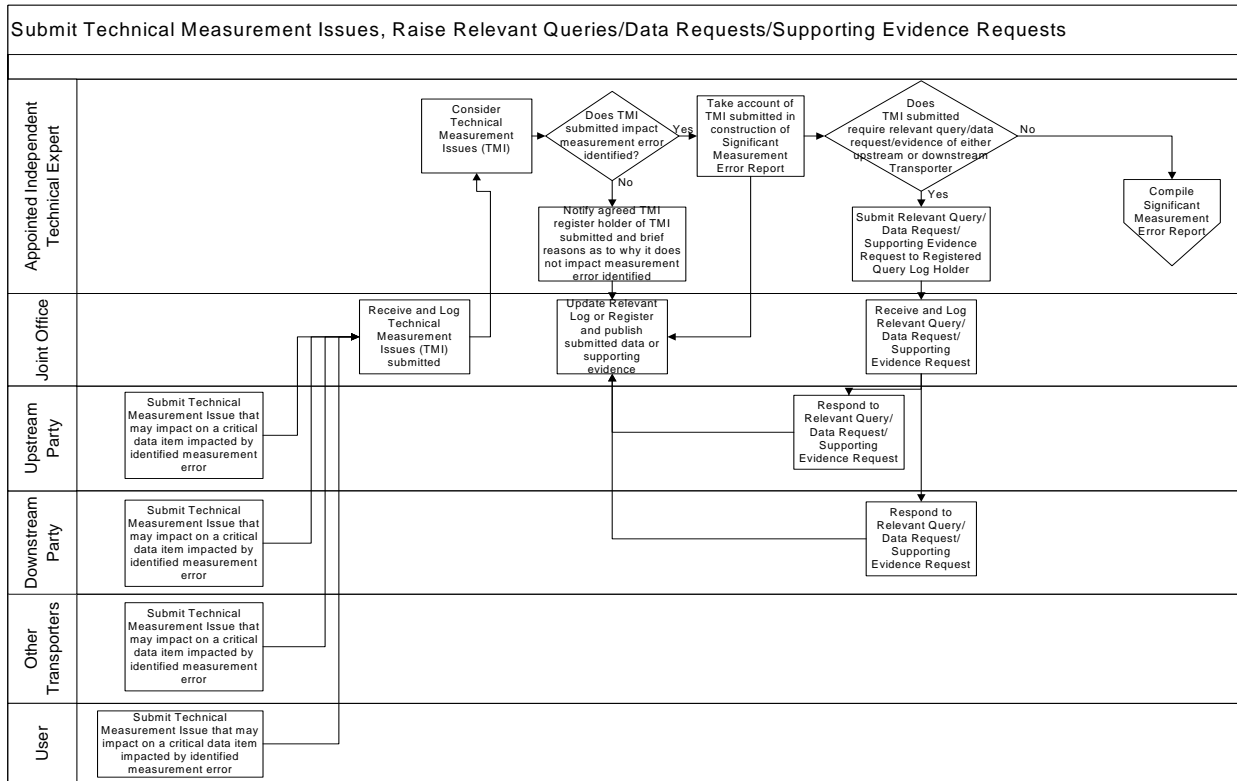 Submit Technical Measurement Issues, Raise Relevant Queries/Data Requests/Supporting Evidence Requests
Appointed Independent
Technical Expert
Consider
Technical
Measurement
Issues (TMI)
Does TMI
submitted impact
measurement error
identified?
Yes
No
Take account of
TMI submitted in
construction of
Significant
Measurement
Error Report
Does
TMI submitted
require relevant query/data
request/evidence of either
upstream or downstream
Transporter
No
Yes
Compile
Significant
Measurement
Error Report
Notify agreed TMI
register holder of TMI
submitted and brief
reasons as to why it does
not impact measurement
error identified
Submit Relevant Query/
Data Request/
Supporting Evidence
Request to Registered
Query Log Holder
Joint Office
Receive and Log
Technical
Measurement
Issues (TMI)
submitted
Update Relevant
Log or Register
and publish
submitted data or
supporting
evidence
Receive and Log
Relevant Query/
Data Request/
Supporting
Evidence Request
Upstream
Party
Submit Technical
Measurement Issue that
may impact on a critical
data item impacted by
identified measurement
error
Respond to
Relevant Query/
Data Request/
Supporting
Evidence Request
Downstream
Party
Submit Technical
Measurement Issue that
may impact on a critical
data item impacted by
identified measurement
error
Respond to
Relevant Query/
Data Request/
Supporting
Evidence Request
Other
Transporters
Submit Technical
Measurement Issue that
may impact on a critical
data item impacted by
identified measurement
error
User
Submit Technical
Measurement Issue that may
impact on a critical data item
impacted by identified
measurement error